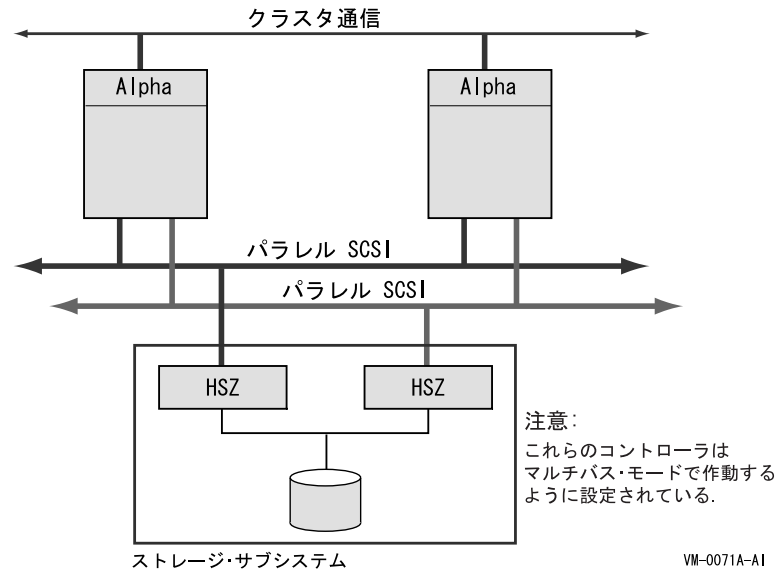 クラスタ通信
Alpha
Alpha
パラレル SCSI
パラレル SCSI
HSZ
HSZ
注意:
これらのコントローラは
マルチバス・モードで作動する
ように設定されている.
ストレージ・サブシステム
VM-0071A-AI